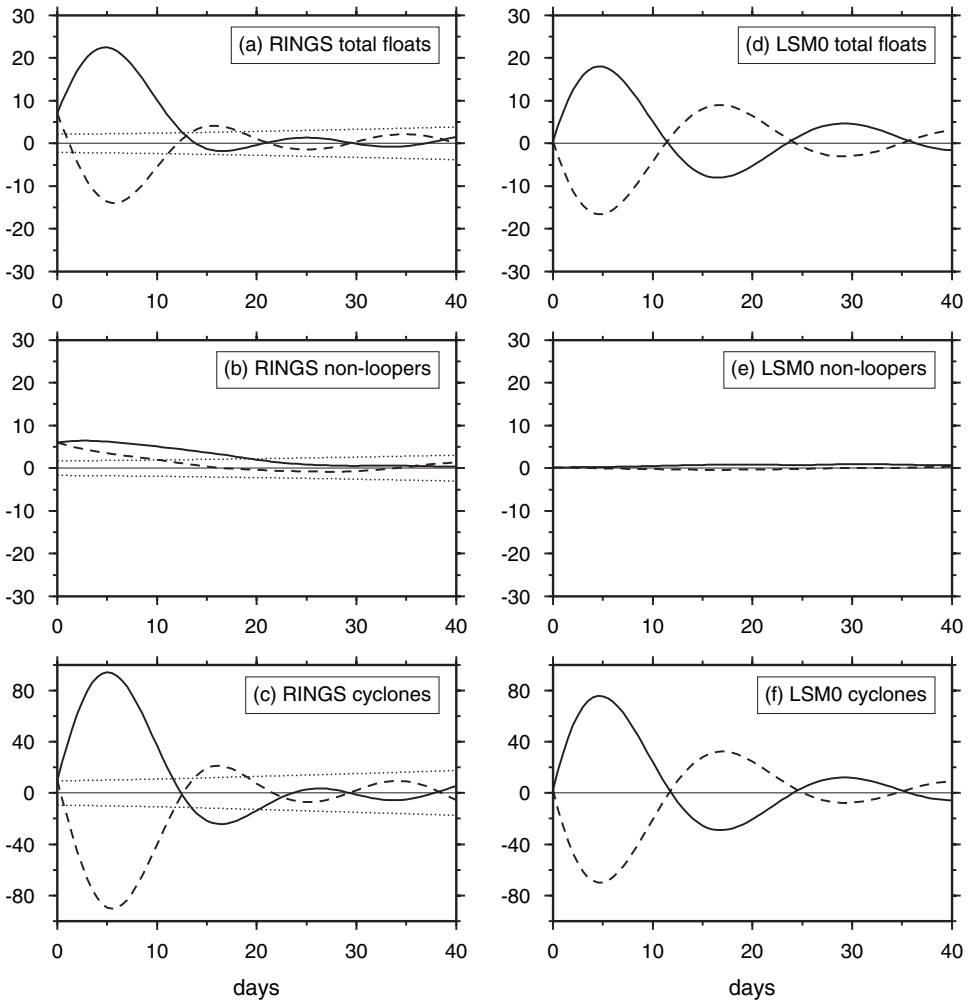 30
20
10
0
-10
-20
-30
0 10 20 30 40
(a) RINGS total floats
30
20
10
0
-10
-20
-30
0 10 20 30 40
(d) LSM0 total floats
30
20
10
0
-10
-20
-30
0 10 20 30 40
(b) RINGS non-loopers
30
20
10
0
-10
-20
-30
0 10 20 30 40
(e) LSM0 non-loopers
80
40
0
-40
-80
0 10 20 30 40
days
(c) RINGS cyclones
80
40
0
-40
-80
0 10 20 30 40
days
(f) LSM0 cyclones